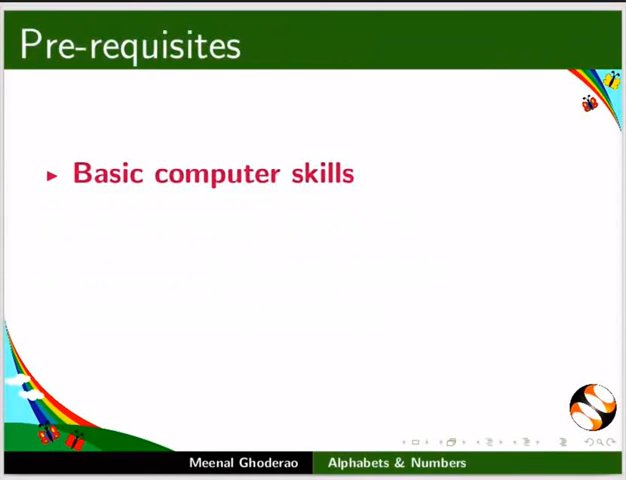 Pre-requisites
Basic computer skills
Meenal Ghoderao Alphabets & Numbers